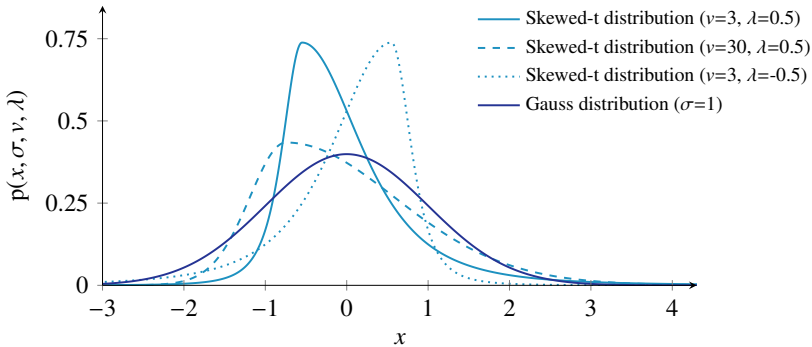 Skewed-t distribution (ν=3, λ=0.5)
Skewed-t distribution (ν=30, λ=0.5)
Skewed-t distribution (ν=3, λ=-0.5)
Gauss distribution (σ=1)
p(x, σ, ν, λ)
0.75
0.5
0.25
0
−3 −2 −1 0 1 2 3 4
x